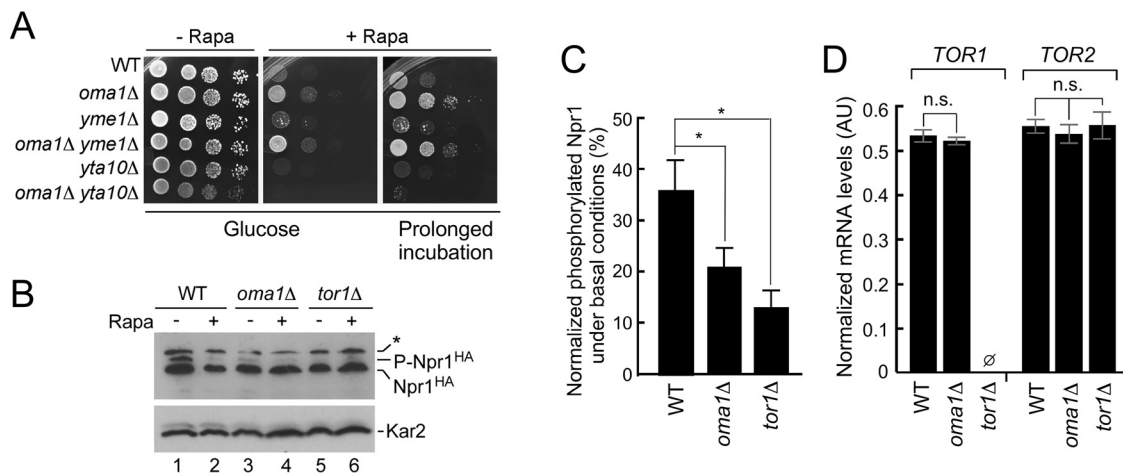 A
- Rapa
+ Rapa
WT
oma1Δ
yme1Δ
oma1Δ yme1Δ
yta10Δ
oma1Δ yta10Δ
Glucose
Prolonged
incubation
B
WT
oma1Δ
tor1Δ
Rapa - + - + - +
*
P-Npr1HA
Npr1HA
Kar2
1 2 3 4 5 6
C
Normalized phosphorylated Npr1
under basal conditions (%)
50
40
30
20
10
0
*
*
WT
oma1Δ
tor1Δ
D
TOR1
TOR2
Normalized mRNA levels (AU)
0.6
0.5
0.4
0.3
0.2
0.1
0
n.s.
n.s.
∅
WT
oma1Δ
tor1Δ
WT
oma1Δ
tor1Δ